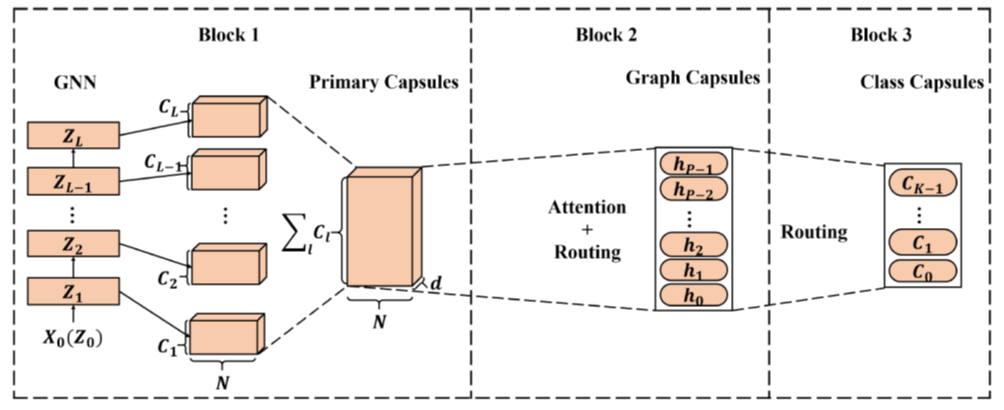 Block 1
Block 2
Block 3
GNN
Primary Capsules
Graph Capsules
Class Capsules
Z_L
Z_{L-1}
⋮
Z_2
Z_1
X_0(Z_0)
C_L
C_{L-1}
⋮
C_2
C_1
N
∑_l C_l
d
N
Attention
+
Routing
h_{P-1}
h_{P-2}
⋮
h_2
h_1
h_0
Routing
C_{K-1}
⋮
C_1
C_0